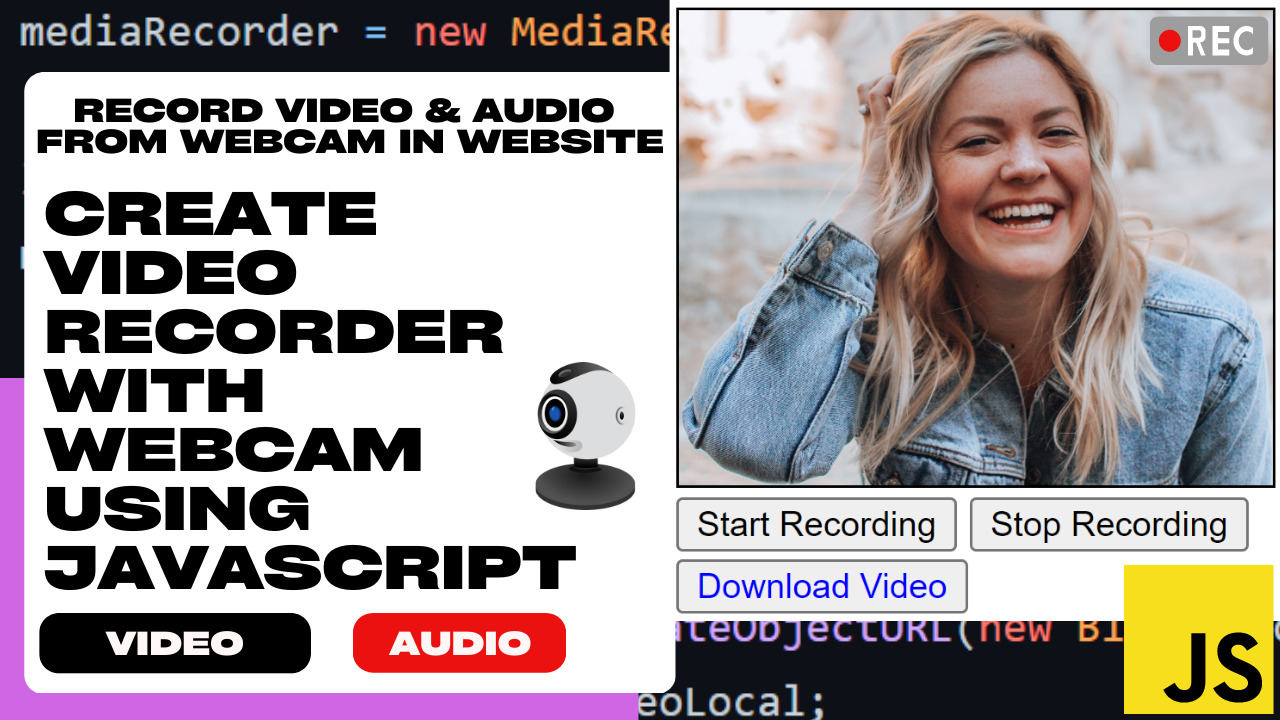 mediaRecorder = new MediaRe
REC
RECORD VIDEO & AUDIO
FROM WEBCAM IN WEBSITE
CREATE
VIDEO
RECORDER
WITH
WEBCAM
USING
JAVASCRIPT
VIDEO
AUDIO
Start Recording
Stop Recording
Download Video
ateObjectURL(new Bl
eoLocal;
JS